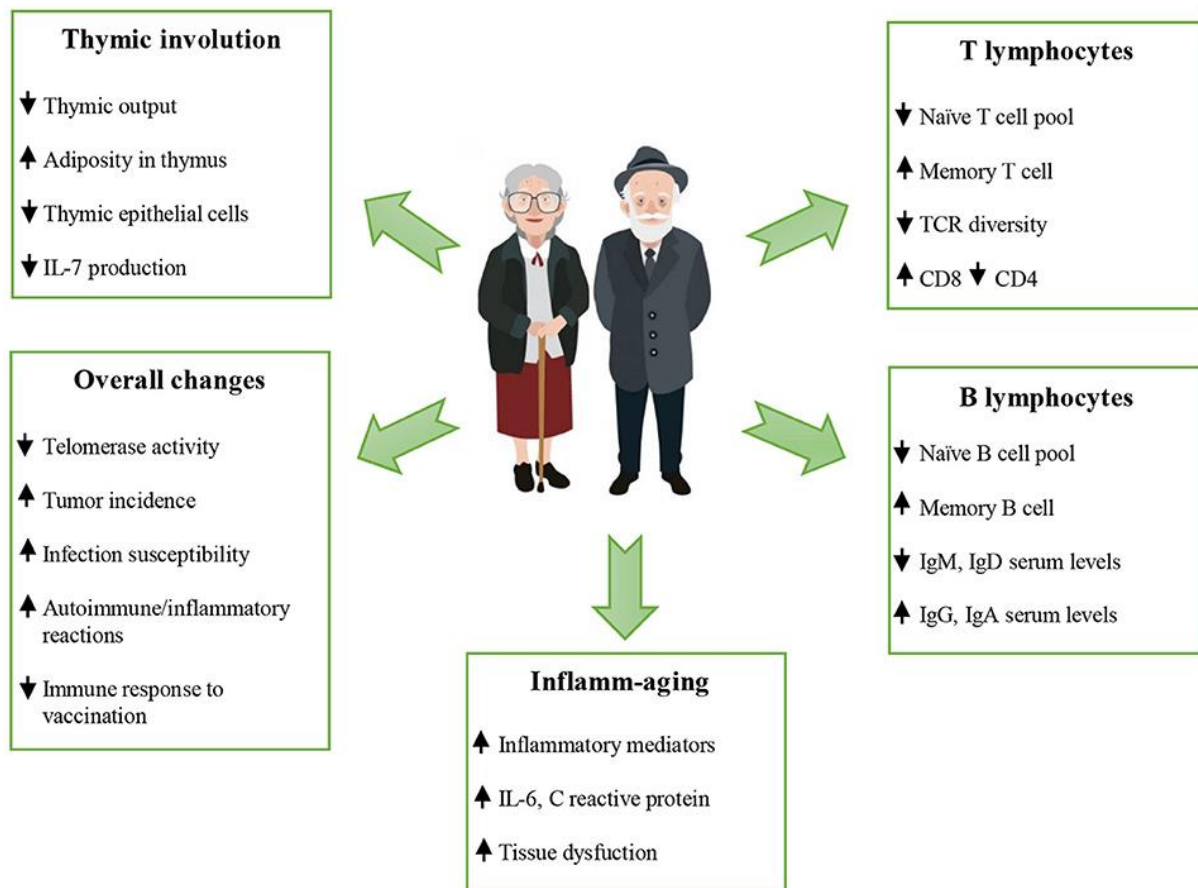 Thymic involution
↓ Thymic output
↑ Adiposity in thymus
↓ Thymic epithelial cells
↓ IL-7 production
T lymphocytes
↓ Naïve T cell pool
↑ Memory T cell
↓ TCR diversity
↑ CD8 ↓ CD4
Overall changes
↓ Telomerase activity
↑ Tumor incidence
↑ Infection susceptibility
↑ Autoimmune/inflammatory
reactions
↓ Immune response to
vaccination
B lymphocytes
↓ Naïve B cell pool
↑ Memory B cell
↓ IgM, IgD serum levels
↑ IgG, IgA serum levels
Inflamm-aging
↑ Inflammatory mediators
↑ IL-6, C reactive protein
↑ Tissue dysfuction